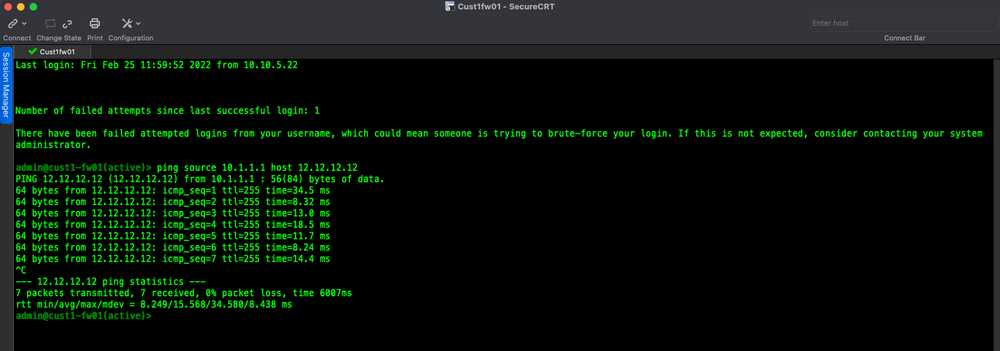 Cust1fw01 - SecureCRT
Enter host
Connect Change State Print Configuration Connect Bar
Cust1fw01
Session Manager
Last login: Fri Feb 25 11:59:52 2022 from 10.10.5.22
Number of failed attempts since last successful login: 1
There have been failed attempted logins from your username, which could mean someone is trying to brute-force your login. If this is not expected, consider contacting your system
administrator.
admin@cust1-fw01(active)> ping source 10.1.1.1 host 12.12.12.12
PING 12.12.12.12 (12.12.12.12) from 10.1.1.1 : 56(84) bytes of data.
64 bytes from 12.12.12.12: icmp_seq=1 ttl=255 time=34.5 ms
64 bytes from 12.12.12.12: icmp_seq=2 ttl=255 time=8.32 ms
64 bytes from 12.12.12.12: icmp_seq=3 ttl=255 time=13.0 ms
64 bytes from 12.12.12.12: icmp_seq=4 ttl=255 time=18.5 ms
64 bytes from 12.12.12.12: icmp_seq=5 ttl=255 time=11.7 ms
64 bytes from 12.12.12.12: icmp_seq=6 ttl=255 time=8.24 ms
64 bytes from 12.12.12.12: icmp_seq=7 ttl=255 time=14.4 ms
^C
--- 12.12.12.12 ping statistics ---
7 packets transmitted, 7 received, 0% packet loss, time 6007ms
rtt min/avg/max/mdev = 8.249/15.568/34.580/8.438 ms
admin@cust1-fw01(active)>